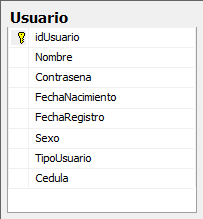 Usuario
idUsuario
Nombre
Contrasena
FechaNacimiento
FechaRegistro
Sexo
TipoUsuario
Cedula